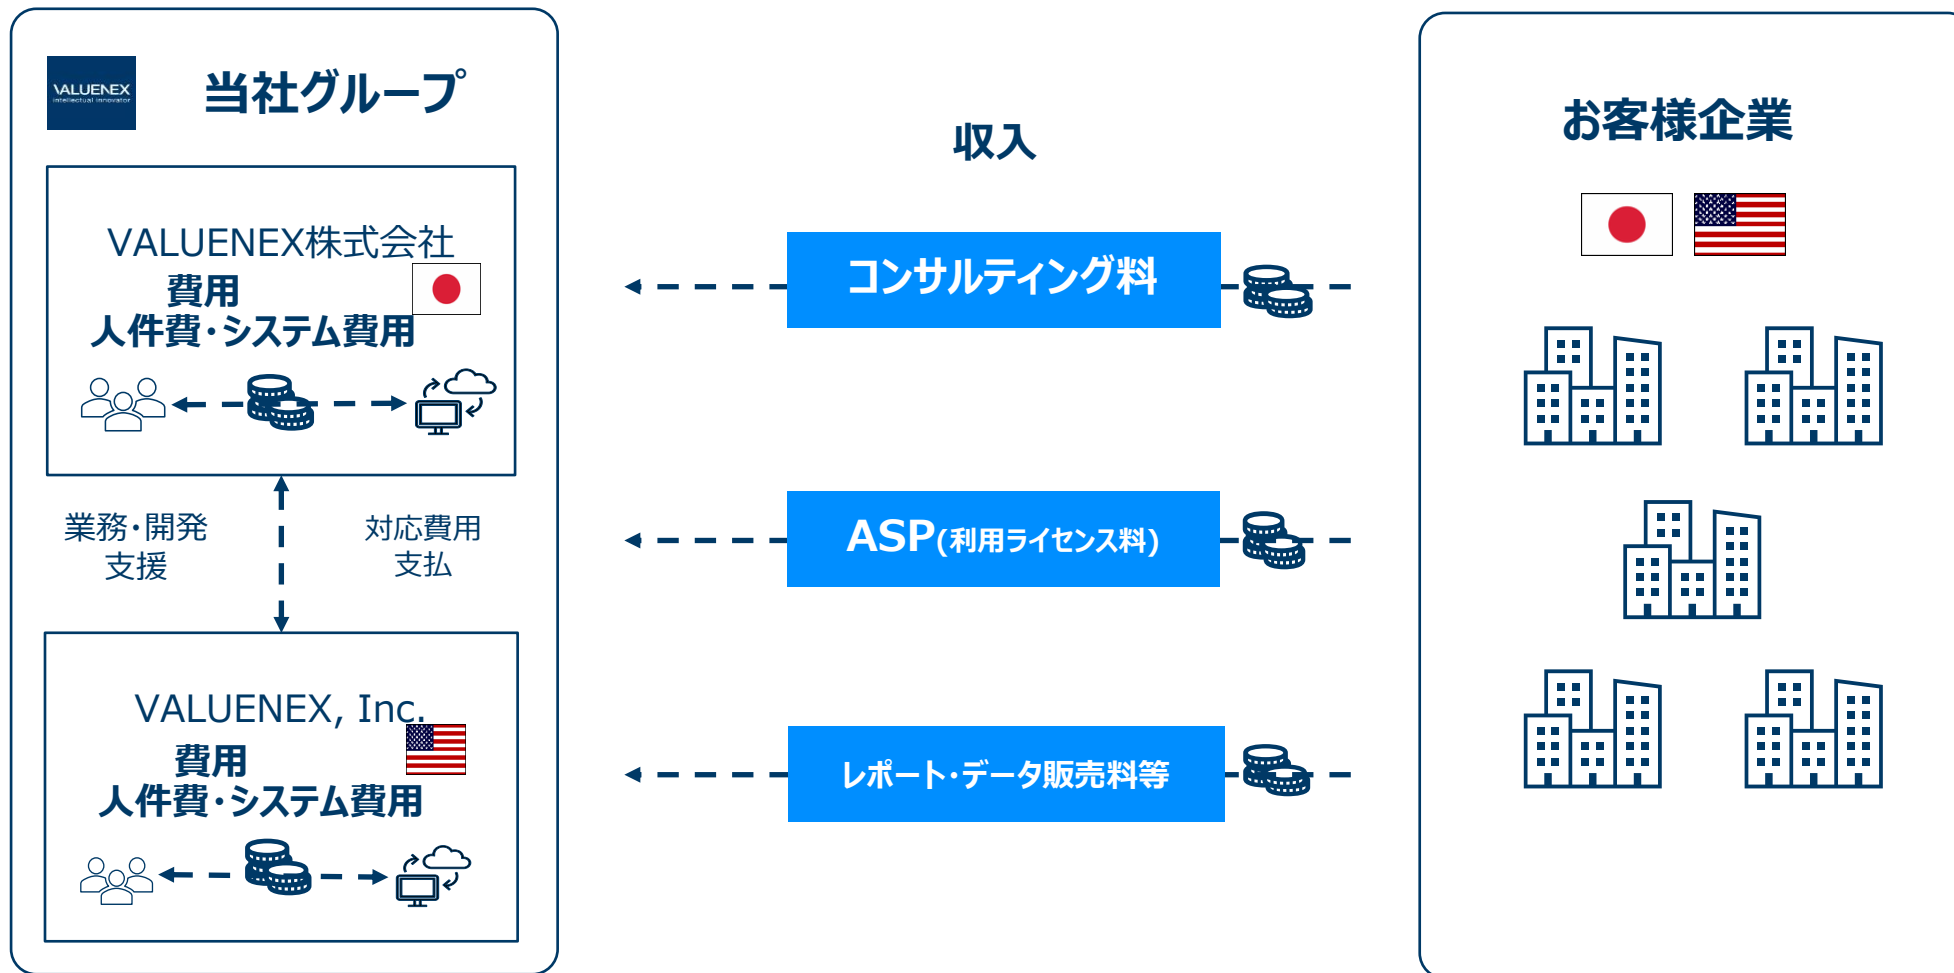 VALUENEX
intellectual innovator
当社グループ
VALUENEX株式会社
費用
人件費・システム費用
業務・開発
支援
対応費用
支払
VALUENEX, Inc.
費用
人件費・システム費用
収入
コンサルティング料
ASP(利用ライセンス料)
レポート・データ販売料等
お客様企業